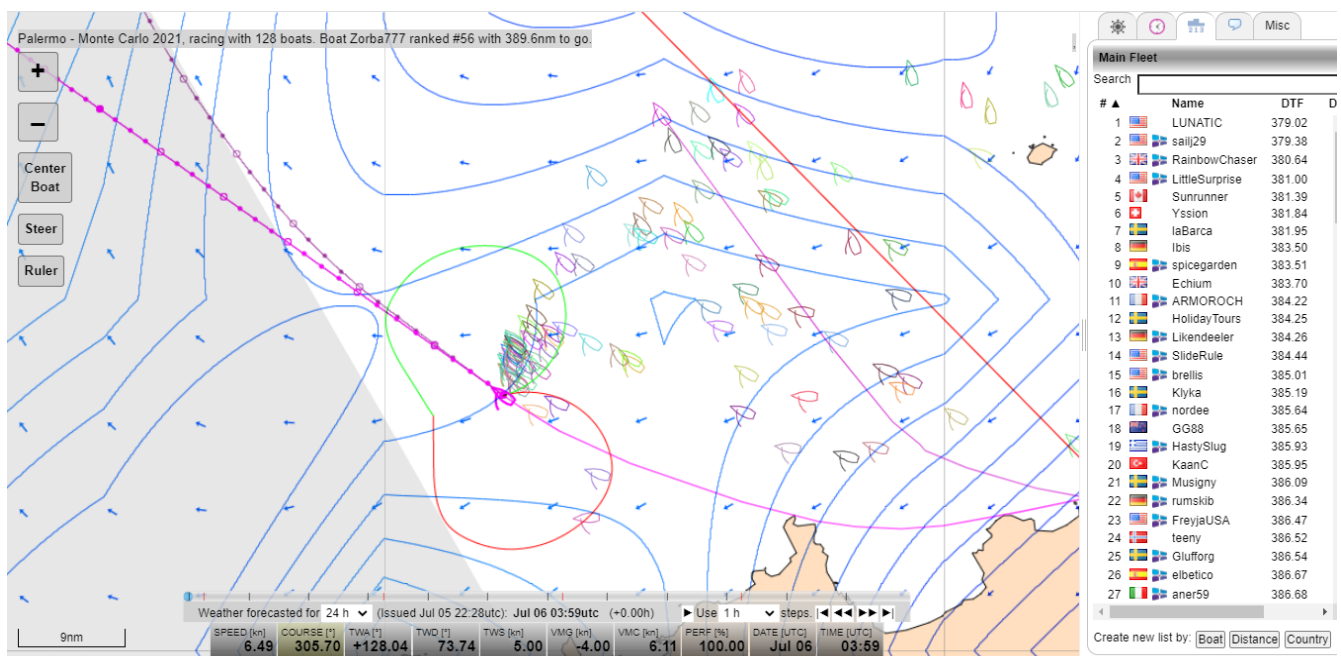 Palermo - Monte Carlo 2021, racing with 128 boats. Boat Zorba777 ranked #56 with 389.6nm to go.
+
–
Center
Boat
Steer
Ruler
9nm
Weather forecasted for 24 h (Issued Jul 05 22:28utc): Jul 06 03:59utc (+0.00h) Use 1 h steps.
SPEED [kn] COURSE [°] TWA [°] TWD [°] TWS [kn] VMG [kn] VMC [kn] PERF [%] DATE [UTC] TIME [UTC]
6.49 305.70 +128.04 73.74 5.00 -4.00 6.11 100.00 Jul 06 03:59
Misc
Main Fleet
Search
# ▲ Name DTF D
1 LUNATIC 379.02
2 sailj29 379.38
3 RainbowChaser 380.64
4 LittleSurprise 381.00
5 Sunrunner 381.39
6 Yssion 381.84
7 laBarca 381.95
8 Ibis 383.50
9 spicegarden 383.51
10 Echium 383.70
11 ARMOROCH 384.22
12 HolidayTours 384.25
13 Likendeeler 384.26
14 SlideRule 384.44
15 brellis 385.01
16 Klyka 385.19
17 nordee 385.64
18 GG88 385.65
19 HastySlug 385.93
20 KaanC 385.95
21 Musigny 386.09
22 rumskib 386.34
23 FreyjaUSA 386.47
24 teeny 386.52
25 Glufforg 386.54
26 elbetico 386.67
27 aner59 386.68
Create new list by: Boat Distance Country